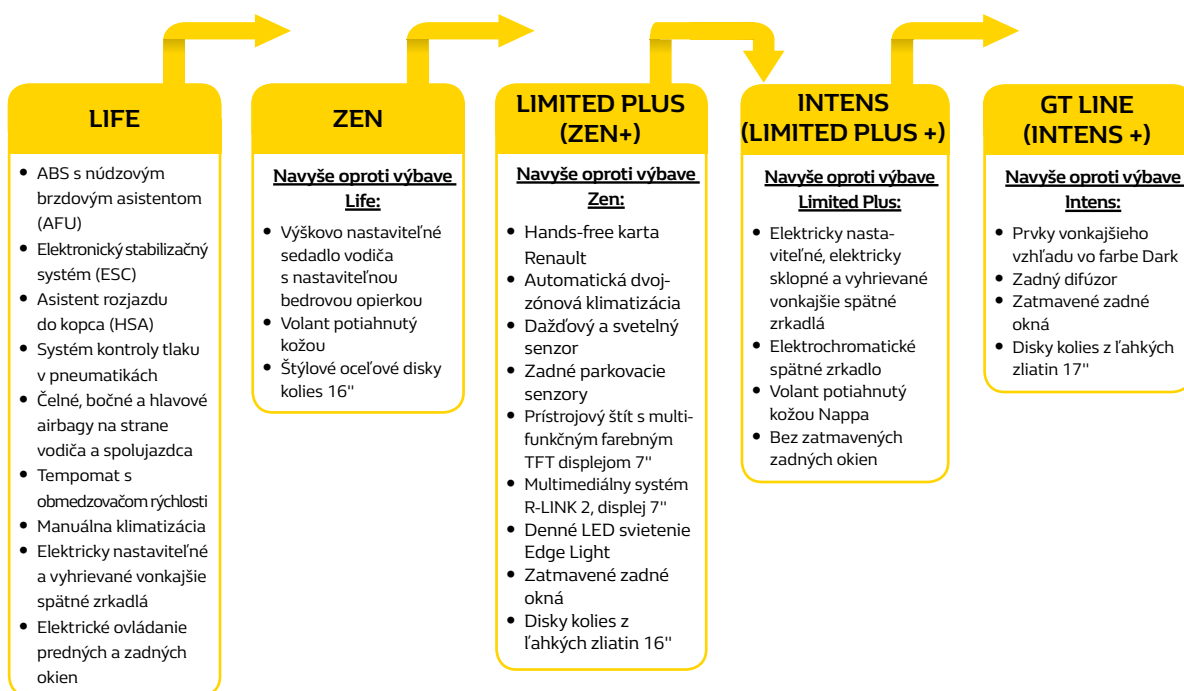 LIFE
• ABS s núdzovým
brzdovým asistentom
(AFU)
• Elektronický stabilizačný
systém (ESC)
• Asistent rozjazdu
do kopca (HSA)
• Systém kontroly tlaku
v pneumatikách
• Čelné, bočné a hlavové
airbagy na strane
vodiča a spolujazdca
• Tempomat s
obmedzovačom rýchlosti
• Manuálna klimatizácia
• Elektricky nastaviteľné
a vyhrievané vonkajšie
spätné zrkadlá
• Elektrické ovládanie
predných a zadných
okien
ZEN
Navyše oproti výbave
Life:
• Výškovo nastaviteľné
sedadlo vodiča
s nastaviteľnou
bedrovou opierkou
• Volant potiahnutý
kožou
• Štýlové oceľové disky
kolies 16"
LIMITED PLUS
(ZEN+)
Navyše oproti výbave
Zen:
• Hands-free karta
Renault
• Automatická dvoj-
zónová klimatizácia
• Dažďový a svetelný
senzor
• Zadné parkovacie
senzory
• Prístrojový štít s multi-
funkčným farebným
TFT displejom 7"
• Multimediálny systém
R-LINK 2, displej 7"
• Denné LED svietenie
Edge Light
• Zatmavené zadné
okná
• Disky kolies z
ľahkých zliatin 16"
INTENS
(LIMITED PLUS +)
Navyše oproti výbave
Limited Plus:
• Elektricky nasta-
viteľné, elektricky
sklopné a vyhrievané
vonkajšie spätné
zrkadlá
• Elektrochromatické
spätné zrkadlo
• Volant potiahnutý
kožou Nappa
• Bez zatmavených
zadných okien
GT LINE
(INTENS +)
Navyše oproti výbave
Intens:
• Prvky vonkajšieho
vzhľadu vo farbe Dark
• Zadný difúzor
• Zatmavené zadné
okná
• Disky kolies z ľahkých
zliatin 17"